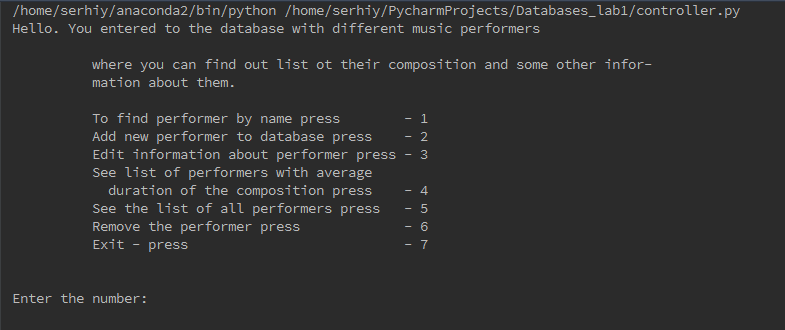 /home/serhiy/anaconda2/bin/python /home/serhiy/PycharmProjects/Databases_lab1/controller.py
Hello. You entered to the database with different music performers
where you can find out list ot their composition and some other infor-
mation about them.
To find performer by name press - 1
Add new performer to database press - 2
Edit information about performer press - 3
See list of performers with average
duration of the composition press - 4
See the list of all performers press - 5
Remove the performer press - 6
Exit - press - 7
Enter the number: